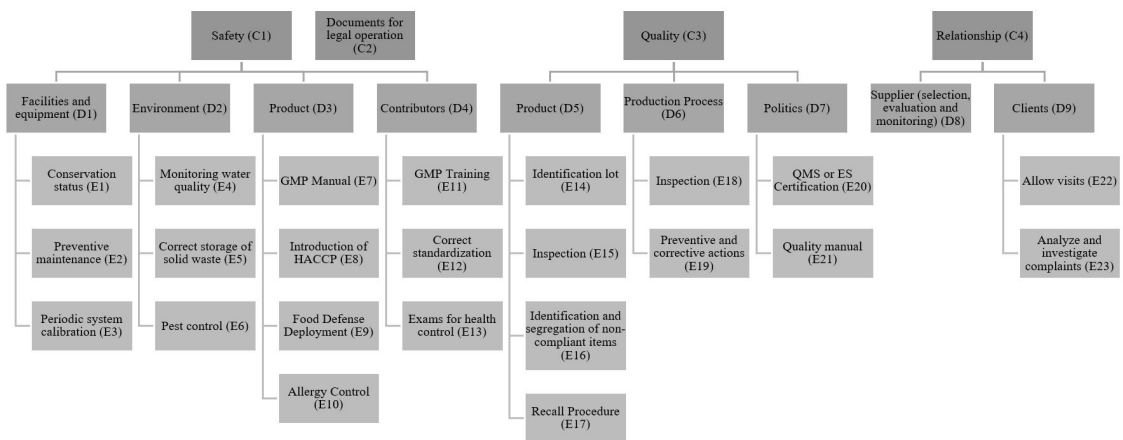 Safety (C1)
Documents for
legal operation
(C2)
Quality (C3)
Relationship (C4)
Facilities and
equipment (D1)
Environment (D2)
Product (D3)
Contributors (D4)
Product (D5)
Production Process
(D6)
Politics (D7)
Supplier (selection,
evaluation and
monitoring) (D8)
Clients (D9)
Conservation
status (E1)
Monitoring water
quality (E4)
GMP Manual (E7)
GMP Training
(E11)
Identification lot
(E14)
Inspection (E18)
QMS or ES
Certification (E20)
Allow visits (E22)
Preventive
maintenance (E2)
Correct storage of
solid waste (E5)
Introduction of
HACCP (E8)
Correct
standardization
(E12)
Inspection (E15)
Preventive and
corrective actions
(E19)
Quality manual
(E21)
Analyze and
investigate
complaints (E23)
Periodic system
calibration (E3)
Pest control (E6)
Food Defense
Deployment (E9)
Exams for health
control (E13)
Identification and
segregation of non-
compliant items
(E16)
Allergy Control
(E10)
Recall Procedure
(E17)